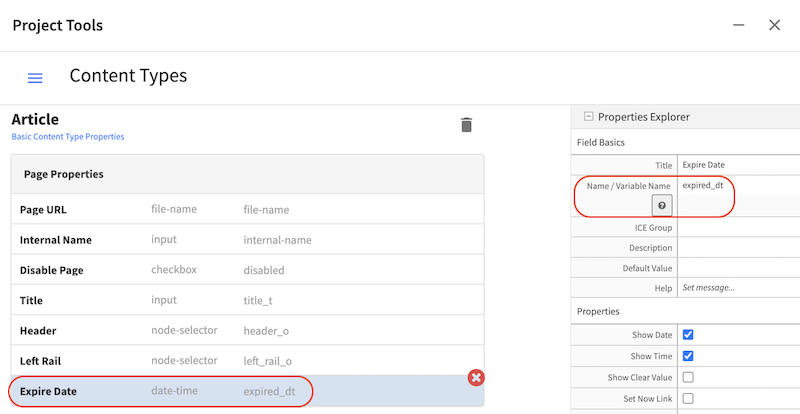 Project Tools
Content Types
Article
Basic Content Type Properties
Page Properties
Page URL file-name file-name
Internal Name input internal-name
Disable Page checkbox disabled
Title input title_t
Header node-selector header_o
Left Rail node-selector left_rail_o
Expire Date date-time expired_dt
Properties Explorer
Field Basics
Title Expire Date
Name / Variable Name expired_dt
?
ICE Group
Description
Default Value
Help Set message...
Properties
Show Date
Show Time
Show Clear Value
Set Now Link